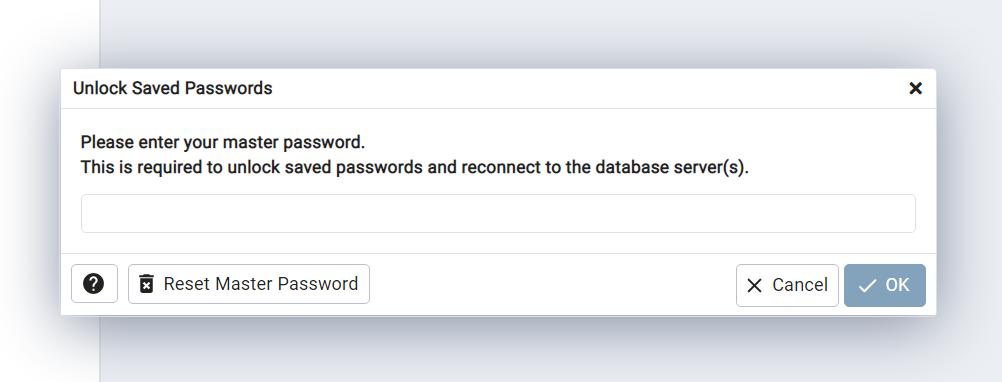 Unlock Saved Passwords
Please enter your master password.
This is required to unlock saved passwords and reconnect to the database server(s).
Reset Master Password
Cancel
OK